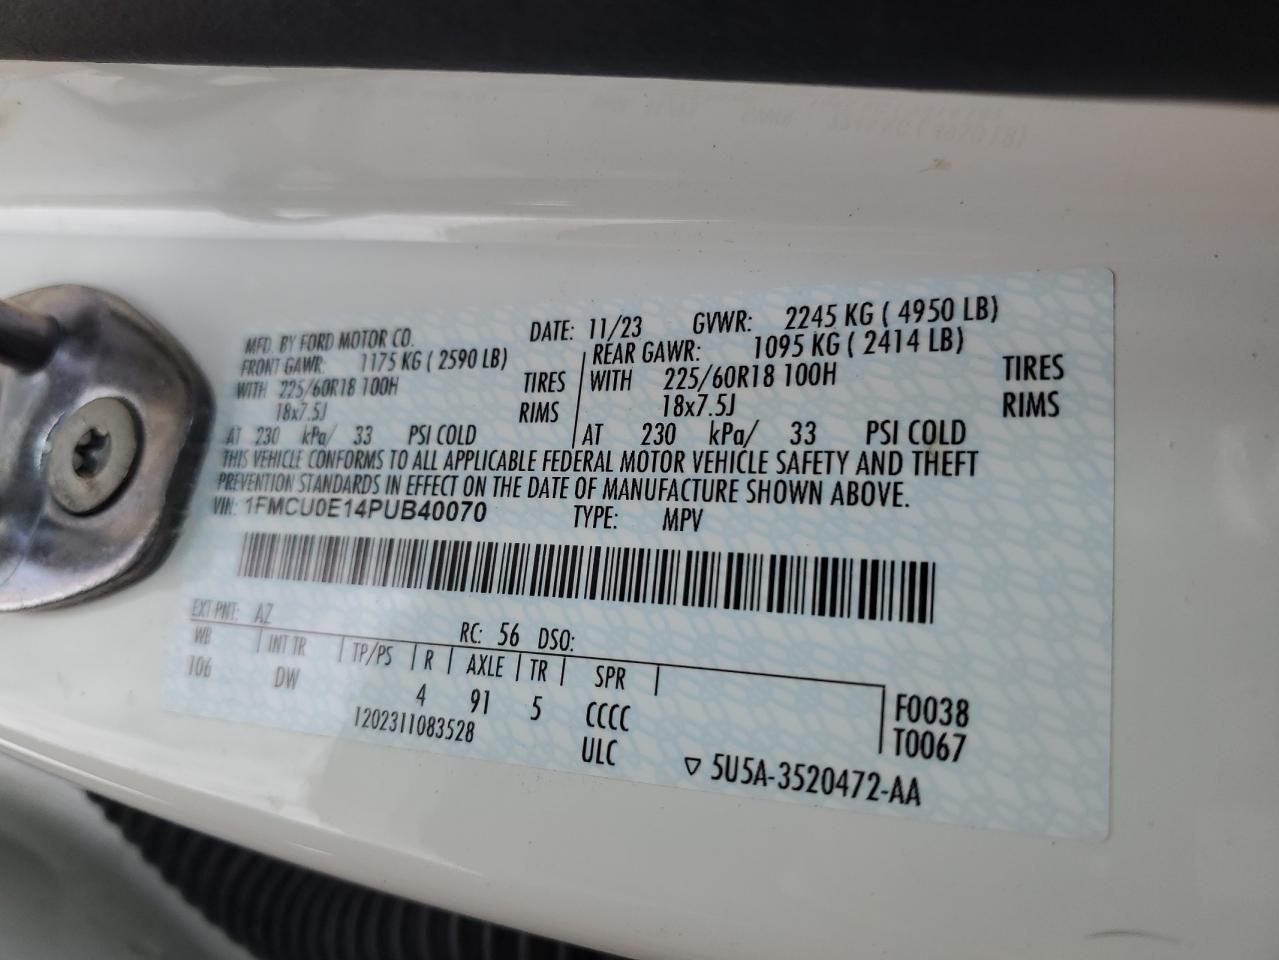 MFD. BY FORD MOTOR CO. DATE: 11/23 GVWR: 2245 KG ( 4950 LB)
FRONT GAWR: 1175 KG ( 2590 LB) REAR GAWR: 1095 KG ( 2414 LB)
WITH 225/60R18 100H TIRES WITH 225/60R18 100H TIRES
18x7.5J RIMS 18x7.5J RIMS
AT 230 kPa/ 33 PSI COLD AT 230 kPa/ 33 PSI COLD
THIS VEHICLE CONFORMS TO ALL APPLICABLE FEDERAL MOTOR VEHICLE SAFETY AND THEFT
PREVENTION STANDARDS IN EFFECT ON THE DATE OF MANUFACTURE SHOWN ABOVE.
VIN: 1FMCU0E14PUB40070 TYPE: MPV
EXT PNT: AZ RC: 56 DSO:
WB INT TR TP/PS R AXLE TR SPR
106 DW 4 91 5 CCCC F0038
1202311083528 ULC T0067
▽ 5U5A-3520472-AA